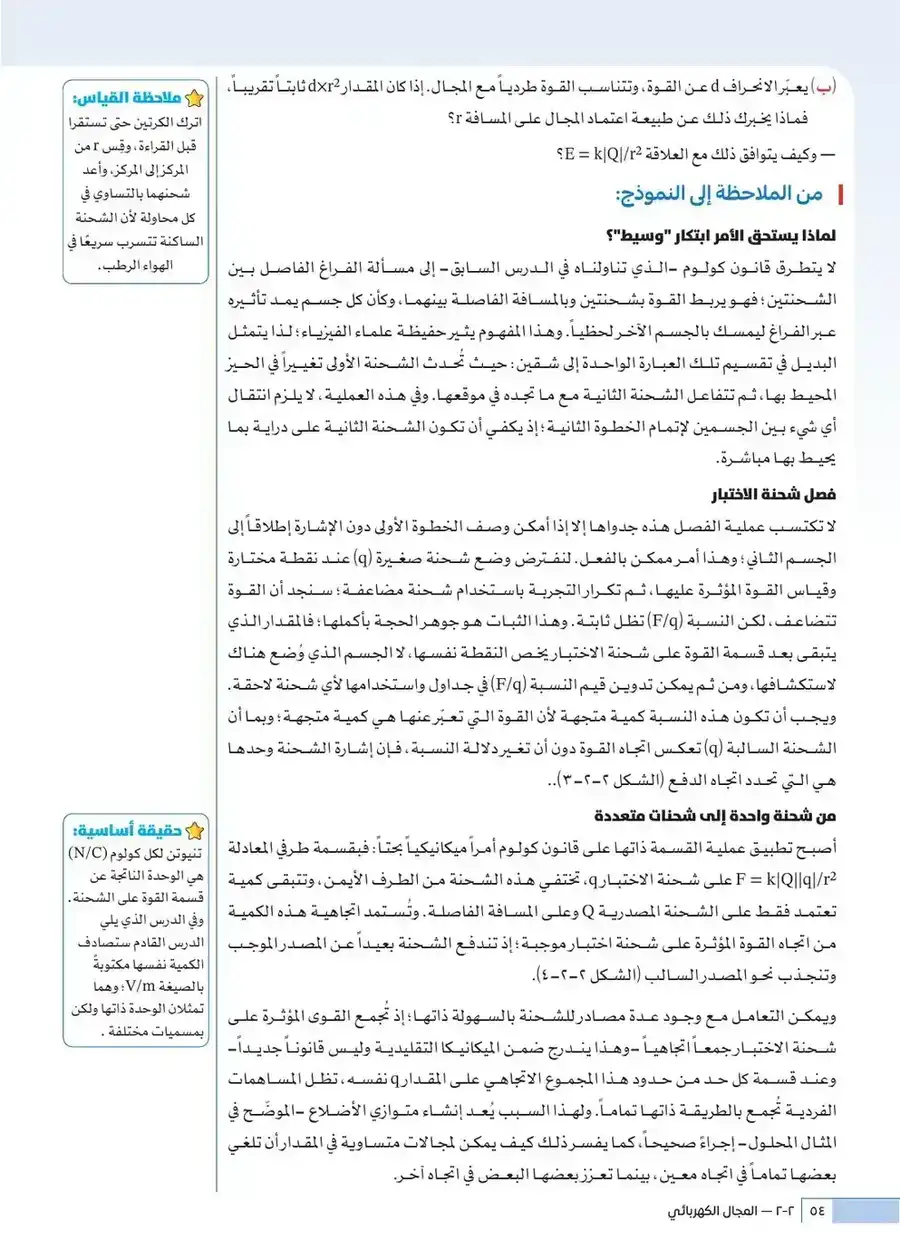 (ب) يعبّر الانحراف d عن القوة، وتتناسب القوة طردياً مع المجال. إذا كان المقدار d×r² ثابتاً تقريباً،
فماذا يخبرك ذلك عن طبيعة اعتماد المجال على المسافة r؟
— وكيف يتوافق ذلك مع العلاقة E = k|Q|/r²؟
من الملاحظة إلى النموذج:
لماذا يستحق الأمر ابتكار "وسيط"؟
لا يتطرق قانون كولوم -الذي تناولناه في الدرس السابق- إلى مسألة الفراغ الفاصل بين
الشحنتين؛ فهو يربط القوة بشحنتين وبالمسافة الفاصلة بينهما، وكأن كل جسم يمد تأثيره
عبر الفراغ ليمسك بالجسم الآخر لحظياً. وهذا المفهوم يثير حفيظة علماء الفيزياء؛ لذا يتمثل
البديل في تقسيم تلك العبارة الواحدة إلى شقين: حيث تُحدث الشحنة الأولى تغييراً في الحيز
المحيط بها، ثم تتفاعل الشحنة الثانية مع ما تجده في موقعها. وفي هذه العملية، لا يلزم انتقال
أي شيء بين الجسمين لإتمام الخطوة الثانية؛ إذ يكفي أن تكون الشحنة الثانية على دراية بما
يحيط بها مباشرة.
فصل شحنة الاختبار
لا تكتسب عملية الفصل هذه جدواها إلا إذا أمكن وصف الخطوة الأولى دون الإشارة إطلاقاً إلى
الجسم الثاني؛ وهذا أمر ممكن بالفعل. لنفترض وضع شحنة صغيرة (q) عند نقطة مختارة
وقياس القوة المؤثرة عليها، ثم تكرار التجربة باستخدام شحنة مضاعفة؛ سنجد أن القوة
تتضاعف، لكن النسبة (F/q) تظل ثابتة. وهذا الثبات هو جوهر الحجة بأكملها؛ فالمقدار الذي
يتبقى بعد قسمة القوة على شحنة الاختبار يخص النقطة نفسها، لا الجسم الذي وُضع هناك
لاستكشافها، ومن ثم يمكن تدوين قيم النسبة (F/q) في جداول واستخدامها لأي شحنة لاحقة.
ويجب أن تكون هذه النسبة كمية متجهة لأن القوة التي تعبّر عنها هي كمية متجهة؛ وبما أن
الشحنة السالبة (q) تعكس اتجاه القوة دون أن تغير دلالة النسبة، فإن إشارة الشحنة وحدها
هي التي تحدد اتجاه الدفع (الشكل ٢-٢-٣)..
من شحنة واحدة إلى شحنات متعددة
أصبح تطبيق عملية القسمة ذاتها على قانون كولوم أمراً ميكانيكياً بحتاً: فبقسمة طرفي المعادلة
F = k|Q||q|/r² على شحنة الاختبار q، تختفي هذه الشحنة من الطرف الأيمن، وتتبقى كمية
تعتمد فقط على الشحنة المصدرية Q وعلى المسافة الفاصلة. وتُستمد اتجاهية هذه الكمية
من اتجاه القوة المؤثرة على شحنة اختبار موجبة؛ إذ تندفع الشحنة بعيداً عن المصدر الموجب
وتنجذب نحو المصدر السالب (الشكل ٢-٢-٤).
ويمكن التعامل مع وجود عدة مصادر للشحنة بالسهولة ذاتها؛ إذ تُجمع القوى المؤثرة على
شحنة الاختبار جمعاً اتجاهياً -وهذا يندرج ضمن الميكانيكا التقليدية وليس قانوناً جديداً-
وعند قسمة كل حد من حدود هذا المجموع الاتجاهي على المقدار q نفسه، تظل المساهمات
الفردية تُجمع بالطريقة ذاتها تماماً. ولهذا السبب يُعد إنشاء متوازي الأضلاع -الموضّح في
المثال المحلول- إجراءً صحيحاً، كما يفسر ذلك كيف يمكن لمجالات متساوية في المقدار أن تلغي
بعضها تماماً في اتجاه معين، بينما تعزز بعضها البعض في اتجاه آخر.
ملاحظة القياس:
اترك الكرتين حتى تستقرا
قبل القراءة، وقِس r من
المركز إلى المركز، وأعد
شحنهما بالتساوي في
كل محاولة لأن الشحنة
الساكنة تتسرب سريعًا في
الهواء الرطب.
حقيقة أساسية:
تنيوتن لكل كولوم (N/C)
هي الوحدة الناتجة عن
قسمة القوة على الشحنة.
وفي الدرس الذي يلي
الدرس القادم ستصادف
الكمية نفسها مكتوبةً
بالصيغة V/m؛ وهما
تمثلان الوحدة ذاتها ولكن
بمسميات مختلفة .
٥٤ | ٢-٢ — المجال الكهربائي